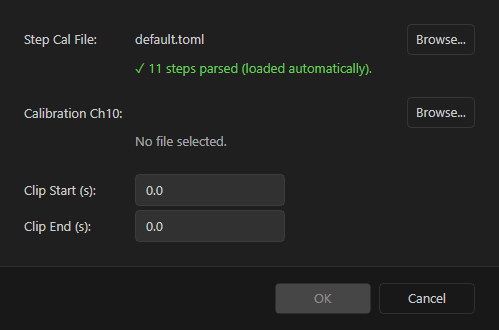 Step Cal File: default.toml Browse...
✓ 11 steps parsed (loaded automatically).
Calibration Ch10: Browse...
No file selected.
Clip Start (s): 0.0
Clip End (s): 0.0
OK Cancel